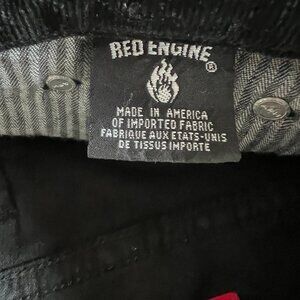 RED ENGINE
®
MADE IN AMERICA
OF IMPORTED FABRIC
FABRIQUE AUX ETATS-UNIS
DE TISSUS IMPORTE